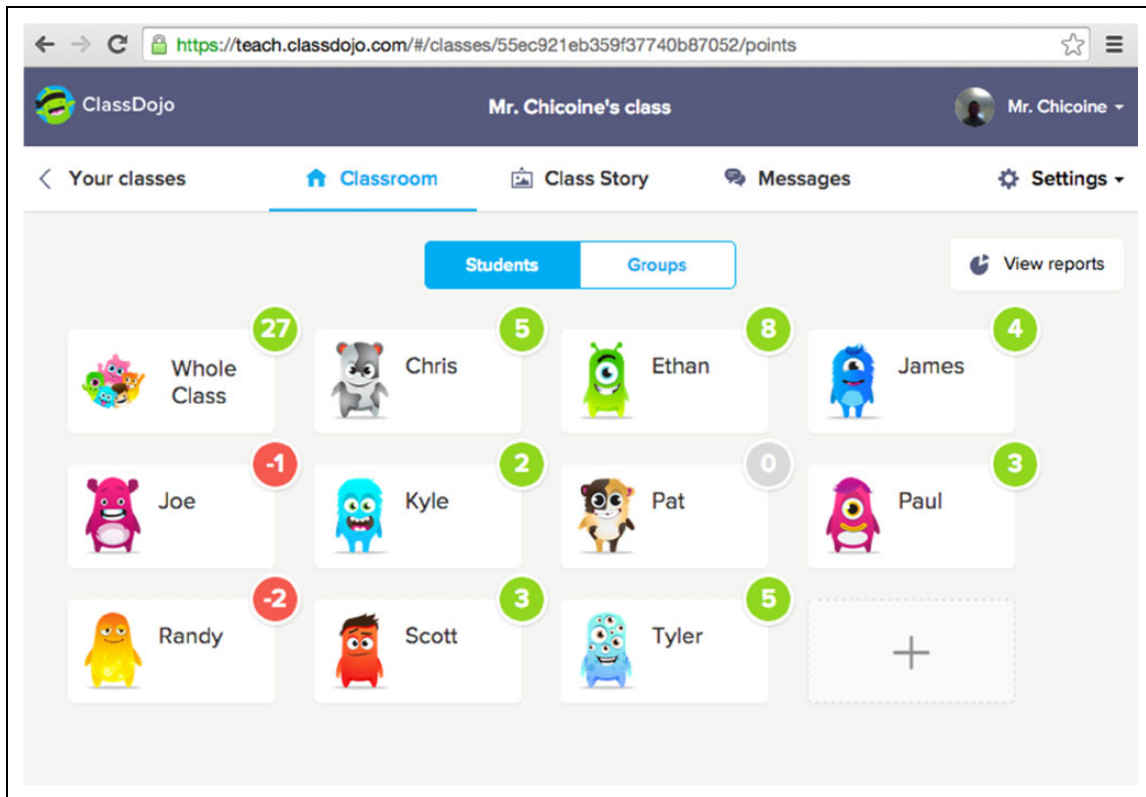 https://teach.classdojo.com/#/classes/55ec921eb359f37740b87052/points
ClassDojo
Mr. Chicoine's class
Mr. Chicoine
Your classes
Classroom
Class Story
Messages
Settings
Students
Groups
View reports
27
Whole
Class
5
Chris
8
Ethan
4
James
-1
Joe
2
Kyle
0
Pat
3
Paul
-2
Randy
3
Scott
5
Tyler